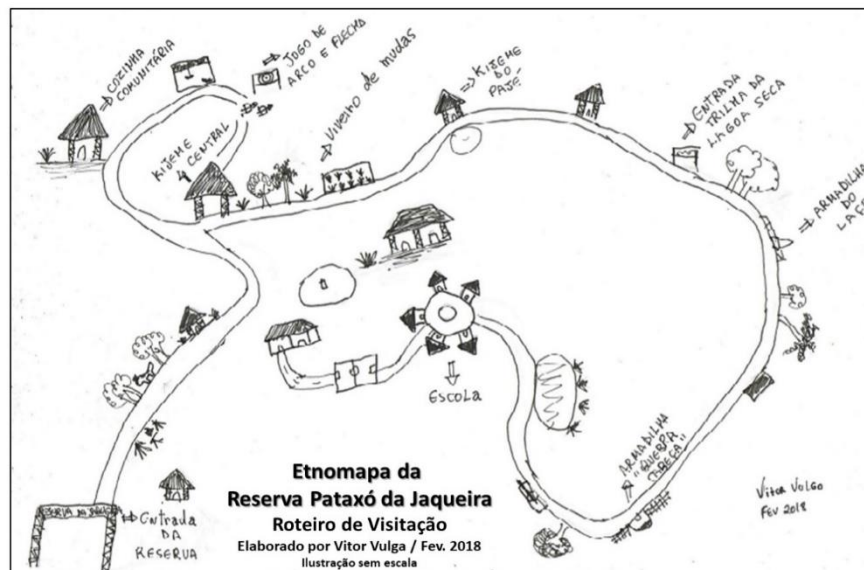 COZINHA
COMUNITÁRIA
JOGO DE
ARCO E FLECHA
KIJEME
CENTRAL
VIVEIRO de mudas
KIJEME
DO
PAJÉ
ENTRADA
TRILHA DA
LAGOA SECA
ARMADILHA
DO
ESCOLA
ARMADILHA
"QUEBRA
CABEÇA"
Entrada
DA
RESERVA
Etnomapa da
Reserva Pataxó da Jaqueira
Roteiro de Visitação
Elaborado por Vitor Vulga / Fev. 2018
Ilustração sem escala
Vitor VULGO
FEV 2018